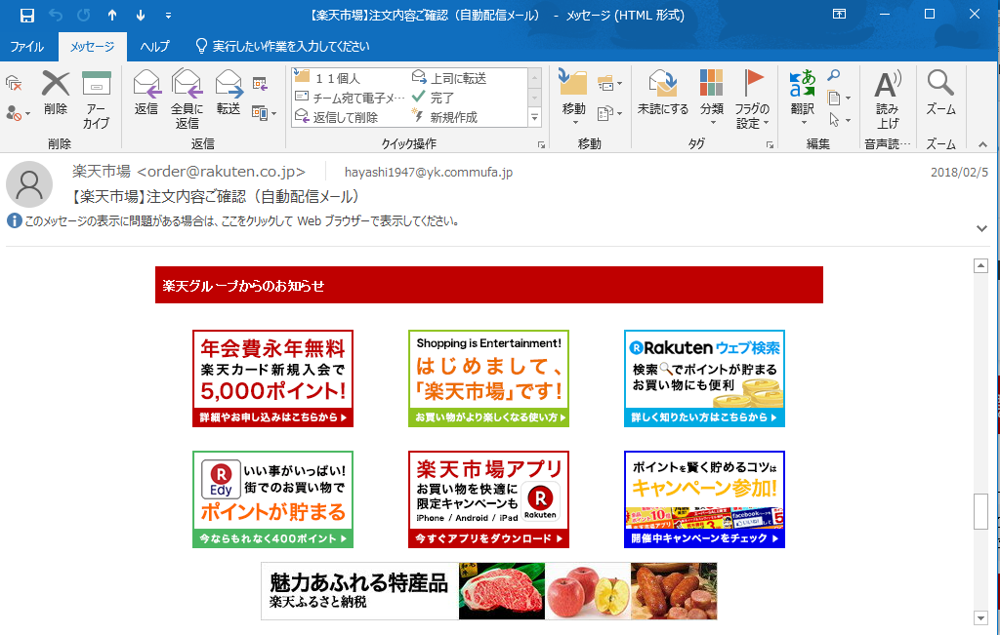 【楽天市場】注文内容ご確認（自動配信メール） - メッセージ (HTML 形式)
ファイル メッセージ ヘルプ 実行したい作業を入力してください
削除
アーカイブ
返信
全員に返信
転送
１１個人
チーム宛て電子メ…
返信して削除
上司に転送
完了
新規作成
移動
未読にする
分類
フラグの設定
翻訳
読み上げ
ズーム
削除 返信 クイック操作 移動 タグ 編集 音声読… ズーム
楽天市場 <order@rakuten.co.jp> hayashi1947@yk.commufa.jp 2018/02/5
【楽天市場】注文内容ご確認（自動配信メール）
このメッセージの表示に問題がある場合は、ここをクリックして Web ブラウザーで表示してください。
楽天グループからのお知らせ
年会費永年無料
楽天カード新規入会で
5,000ポイント!
詳細やお申し込みはこちらから
Shopping is Entertainment!
はじめまして、
「楽天市場」です!
お買い物がより楽しくなる使い方
Rakuten ウェブ検索
検索 でポイントが貯まる
お買い物にも便利
詳しく知りたい方はこちらから
R Edy
いい事がいっぱい!
街でのお買い物で
ポイントが貯まる
今ならもれなく400ポイント
楽天市場アプリ
お買い物を快適に
限定キャンペーンも
iPhone / Android / iPad
R Rakuten
今すぐアプリをダウンロード
ポイントを賢く貯めるコツは
キャンペーン参加!
開催中キャンペーンをチェック
魅力あふれる特産品
楽天ふるさと納税